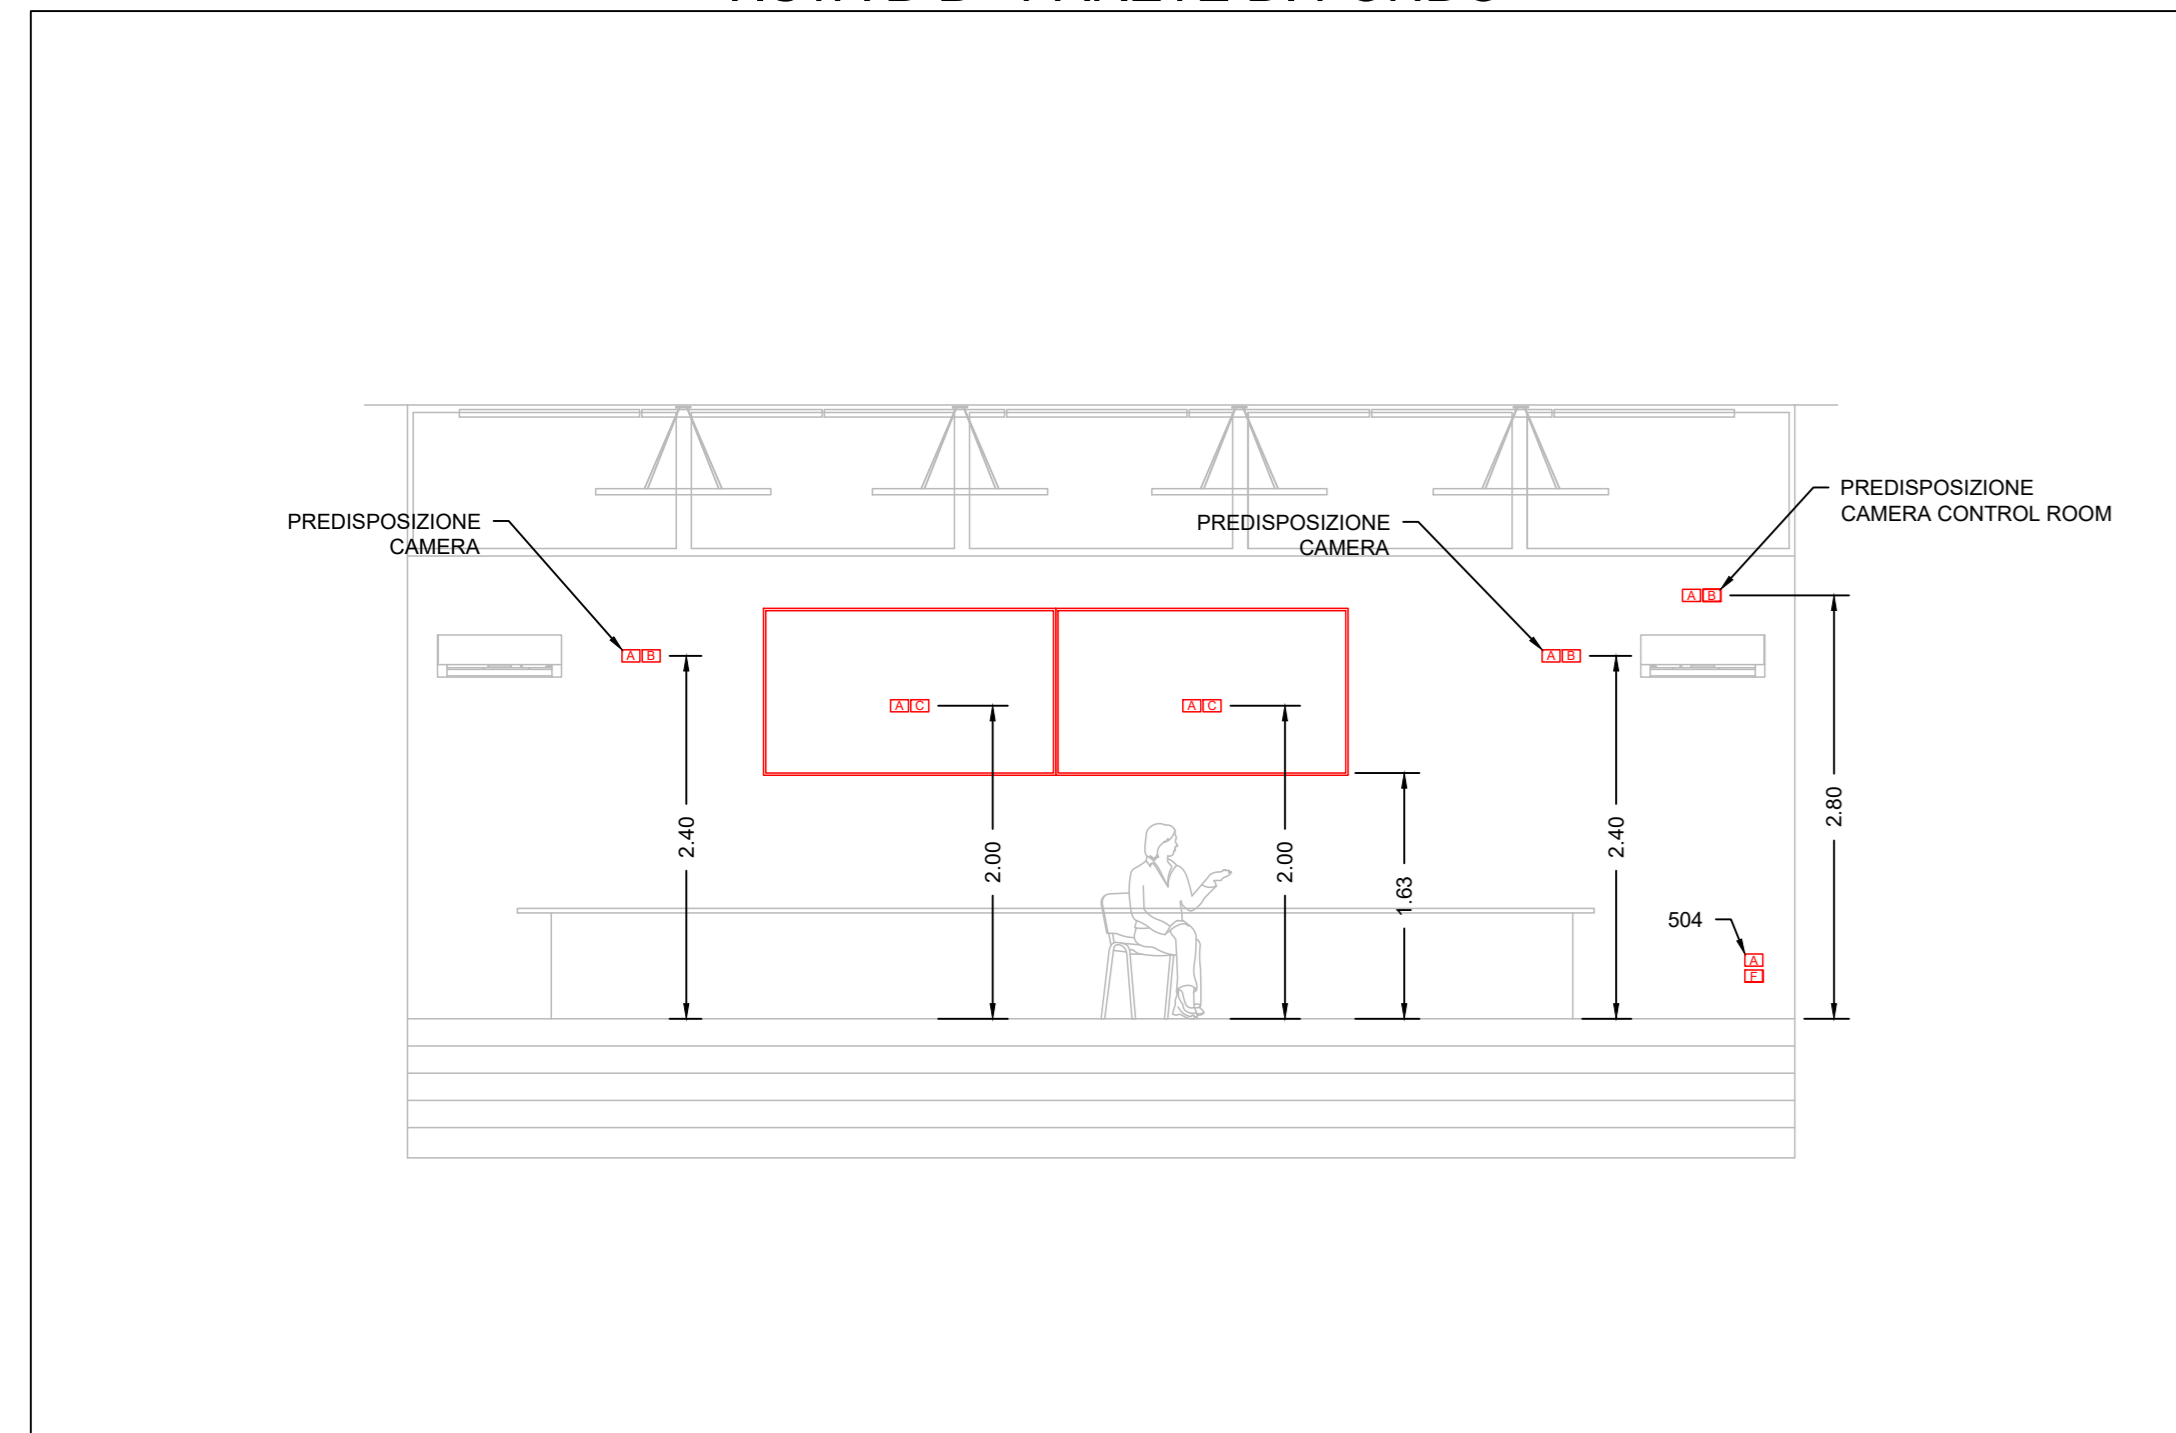 PREDISPOSIZIONE
CAMERA CONTROL ROOM
PREDISPOSIZIONE
CAMERA
PREDISPOSIZIONE
CAMERA
A B
A B
A B
A C
A C
2.40
2.00
2.00
1.63
2.40
2.80
504
A
F